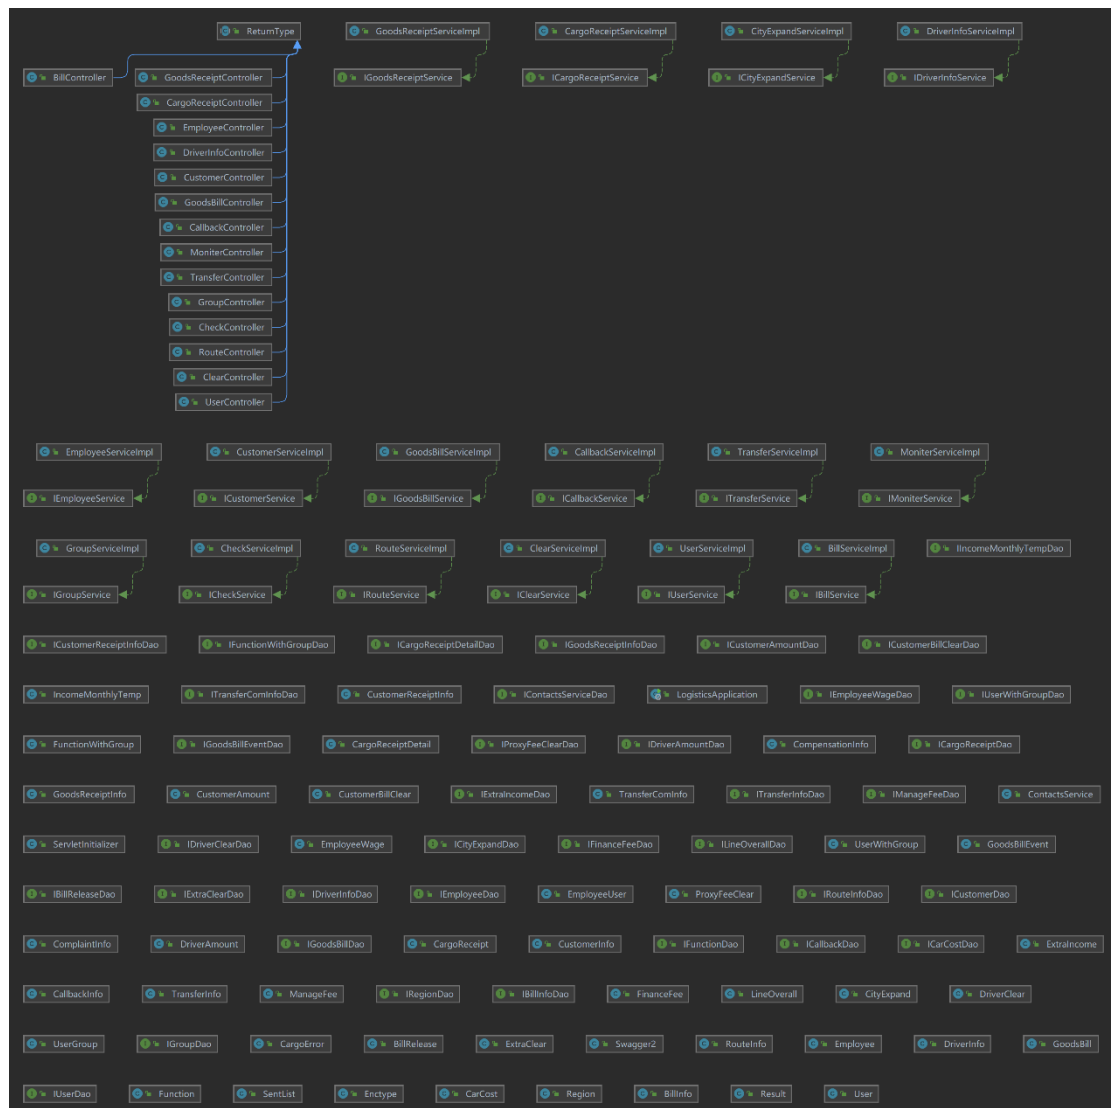 ReturnType GoodsReceiptServiceImpl CargoReceiptServiceImpl CityExpandServiceImpl DriverInfoServiceImpl
BillController GoodsReceiptController IGoodsReceiptService ICargoReceiptService ICityExpandService IDriverInfoService
CargoReceiptController
EmployeeController
DriverInfoController
CustomerController
GoodsBillController
CallbackController
MoniterController
TransferController
GroupController
CheckController
RouteController
ClearController
UserController
EmployeeServiceImpl CustomerServiceImpl GoodsBillServiceImpl CallbackServiceImpl TransferServiceImpl MoniterServiceImpl
IEmployeeService ICustomerService IGoodsBillService ICallbackService ITransferService IMoniterService
GroupServiceImpl CheckServiceImpl RouteServiceImpl ClearServiceImpl UserServiceImpl BillServiceImpl IIncomeMonthlyTempDao
IGroupService ICheckService IRouteService IClearService IUserService IBillService
ICustomerReceiptInfoDao IFunctionWithGroupDao ICargoReceiptDetailDao IGoodsReceiptInfoDao ICustomerAmountDao ICustomerBillClearDao
IncomeMonthlyTemp ITransferComInfoDao CustomerReceiptInfo IContactsServiceDao LogisticsApplication IEmployeeWageDao IUserWithGroupDao
FunctionWithGroup IGoodsBillEventDao CargoReceiptDetail IProxyFeeClearDao IDriverAmountDao CompensationInfo ICargoReceiptDao
GoodsReceiptInfo CustomerAmount CustomerBillClear IExtraIncomeDao TransferComInfo ITransferInfoDao IManageFeeDao ContactsService
ServletInitializer IDriverClearDao EmployeeWage ICityExpandDao IFinanceFeeDao ILineOverallDao UserWithGroup GoodsBillEvent
IBillReleaseDao IExtraClearDao IDriverInfoDao IEmployeeDao EmployeeUser ProxyFeeClear IRouteInfoDao ICustomerDao
ComplaintInfo DriverAmount IGoodsBillDao CargoReceipt CustomerInfo IFunctionDao ICallbackDao ICarCostDao ExtraIncome
CallbackInfo TransferInfo ManageFee IRegionDao IBillInfoDao FinanceFee LineOverall CityExpand DriverClear
UserGroup IGroupDao CargoError BillRelease ExtraClear Swagger2 RouteInfo Employee DriverInfo GoodsBill
IUserDao Function SentList Enctype CarCost Region BillInfo Result User